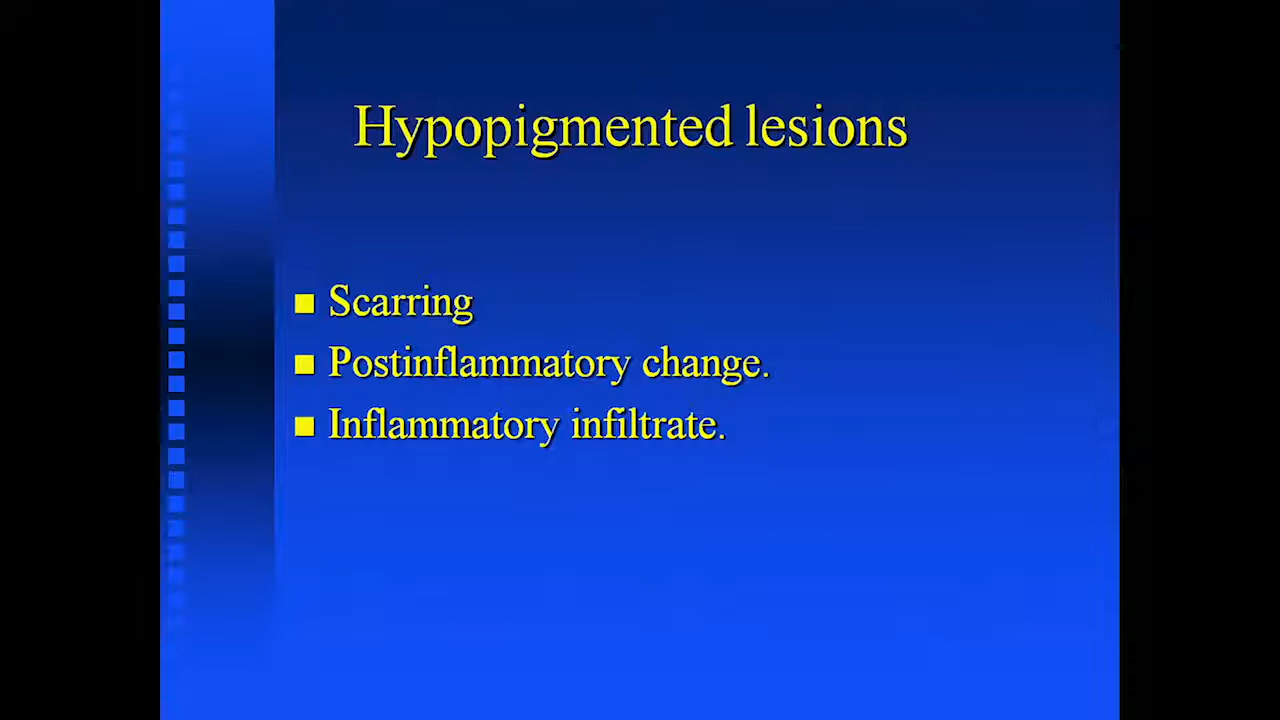 Hypopigmented lesions
Scarring
Postinflammatory change.
Inflammatory infiltrate.